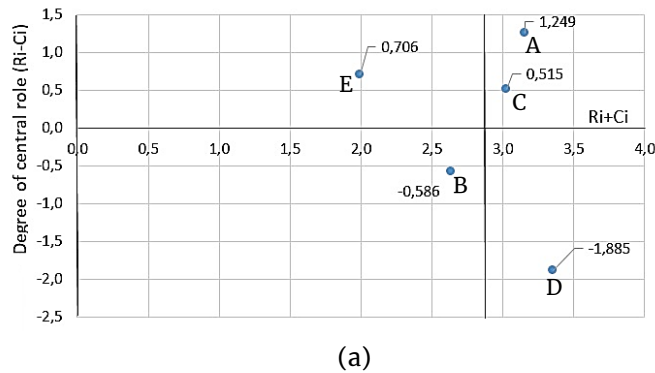 Degree of central role (Ri-Ci)
1,5
1,0
0,5
0,0
-0,5
-1,0
-1,5
-2,0
-2,5
0,0 0,5 1,0 1,5 2,0 2,5 3,0 3,5 4,0
Ri+Ci
1,249
A
0,706
E
0,515
C
-0,586 B
-1,885
D
(a)